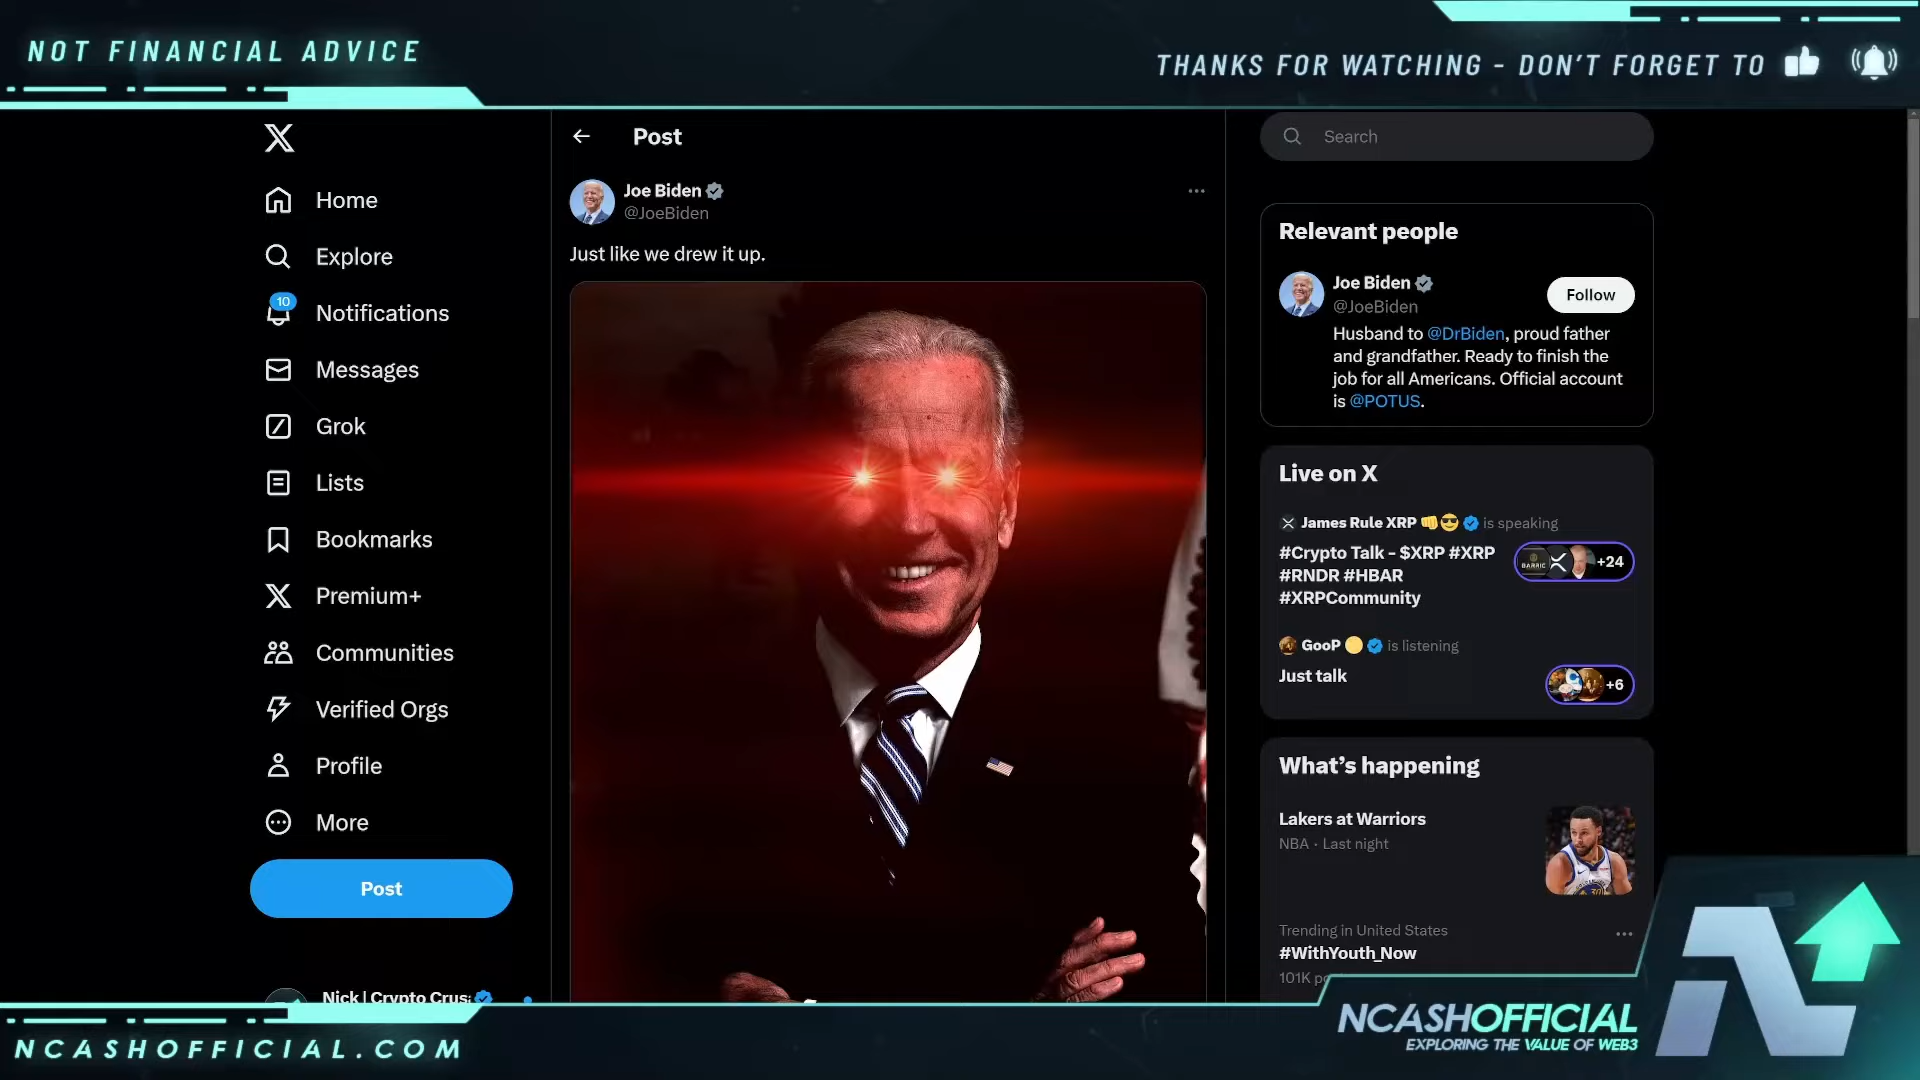 NOT FINANCIAL ADVICE
THANKS FOR WATCHING - DON'T FORGET TO
Home
Explore
10
Notifications
Messages
Grok
Lists
Bookmarks
Premium+
Communities
Verified Orgs
Profile
More
Post
Nick | Crypto Crus
Post
Joe Biden
@JoeBiden
Just like we drew it up.
Search
Relevant people
Joe Biden
@JoeBiden
Follow
Husband to @DrBiden, proud father
and grandfather. Ready to finish the
job for all Americans. Official account
is @POTUS.
Live on X
James Rule XRP is speaking
#Crypto Talk - $XRP #XRP
#RNDR #HBAR
#XRPCommunity
BARRIC
+24
GooP is listening
Just talk
+6
What's happening
Lakers at Warriors
NBA · Last night
Trending in United States
#WithYouth_Now
101K
NCASHOFFICIAL.COM
NCASHOFFICIAL
EXPLORING THE VALUE OF WEB3